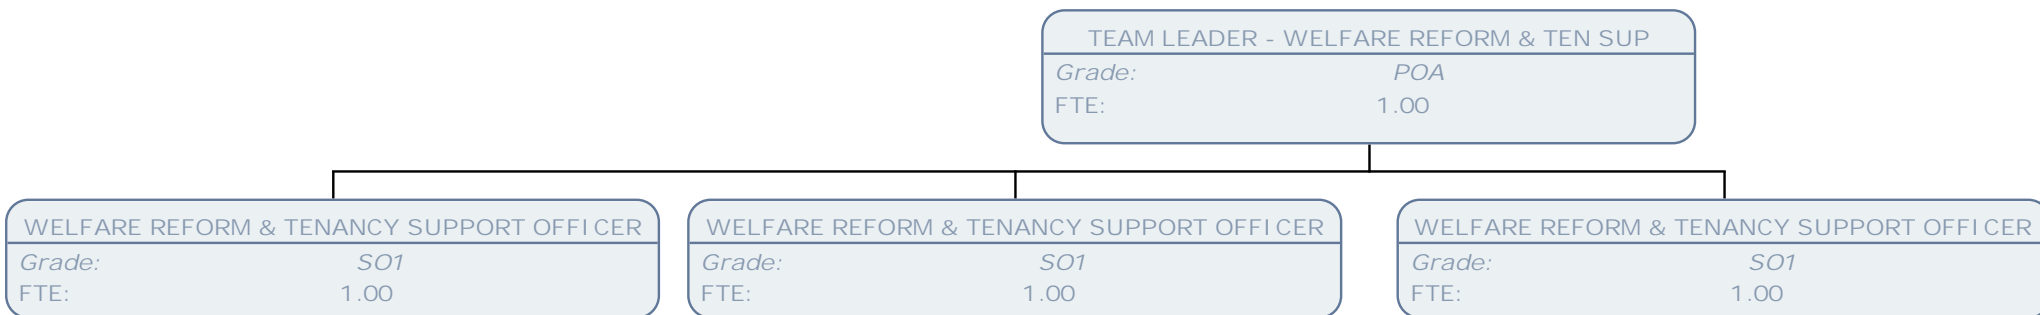 TEAM LEADER - WELFARE REFORM & TEN SUP
Grade: POA
FTE: 1.00
WELFARE REFORM & TENANCY SUPPORT OFFICER
Grade: SO1
FTE: 1.00
WELFARE REFORM & TENANCY SUPPORT OFFICER
Grade: SO1
FTE: 1.00
WELFARE REFORM & TENANCY SUPPORT OFFICER
Grade: SO1
FTE: 1.00